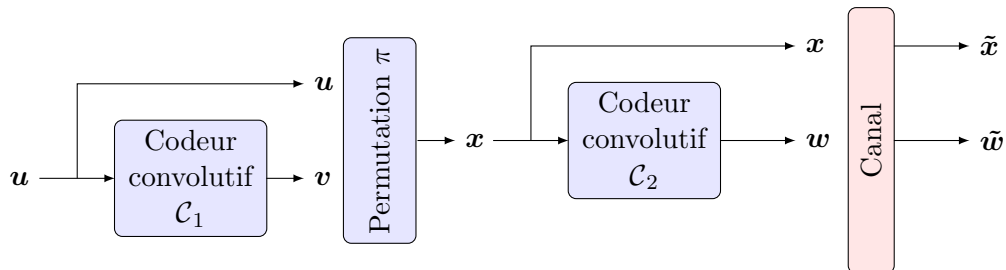 u
u
Codeur
convolutif
C₁
v
Permutation π
x
x
Codeur
convolutif
C₂
w
Canal
x̃
w̃